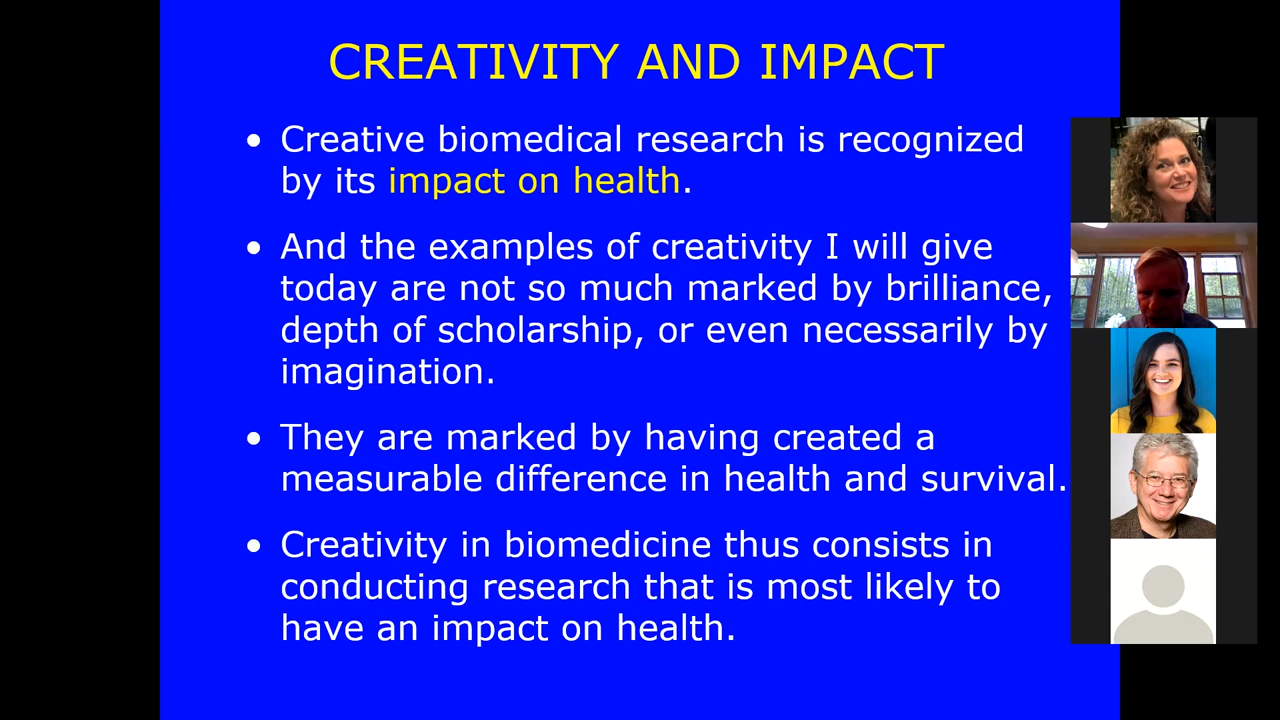 CREATIVITY AND IMPACT
• Creative biomedical research is recognized
by its impact on health.
• And the examples of creativity I will give
today are not so much marked by brilliance,
depth of scholarship, or even necessarily by
imagination.
• They are marked by having created a
measurable difference in health and survival.
• Creativity in biomedicine thus consists in
conducting research that is most likely to
have an impact on health.